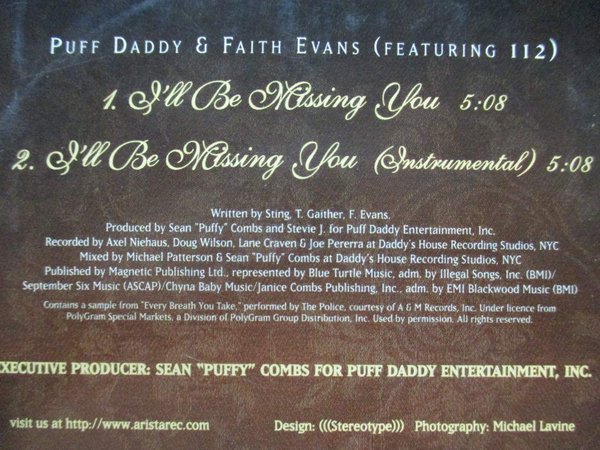 PUFF DADDY & FAITH EVANS (FEATURING 112)
1. I'll Be Missing You 5:08
2. I'll Be Missing You (Instrumental) 5:08
Written by Sting, T. Gaither, F. Evans.
Produced by Sean "Puffy" Combs and Stevie J. for Puff Daddy Entertainment, Inc.
Recorded by Axel Niehaus, Doug Wilson, Lane Craven & Joe Pererra at Daddy's House Recording Studios, NYC
Mixed by Michael Patterson & Sean "Puffy" Combs at Daddy's House Recording Studios, NYC
Published by Magnetic Publishing Ltd., represented by Blue Turtle Music, adm. by Illegal Songs, Inc. (BMI)/
September Six Music (ASCAP)/Chyna Baby Music/Janice Combs Publishing, Inc., adm. by EMI Blackwood Music (BMI)
Contains a sample from "Every Breath You Take," performed by The Police, courtesy of A & M Records, Inc. Under licence from
PolyGram Special Markets, a Division of PolyGram Group Distribution, Inc. Used by permission. All rights reserved.
EXECUTIVE PRODUCER: SEAN "PUFFY" COMBS FOR PUFF DADDY ENTERTAINMENT, INC.
visit us at http://www.aristarec.com Design: (((Stereotype))) Photography: Michael Lavine